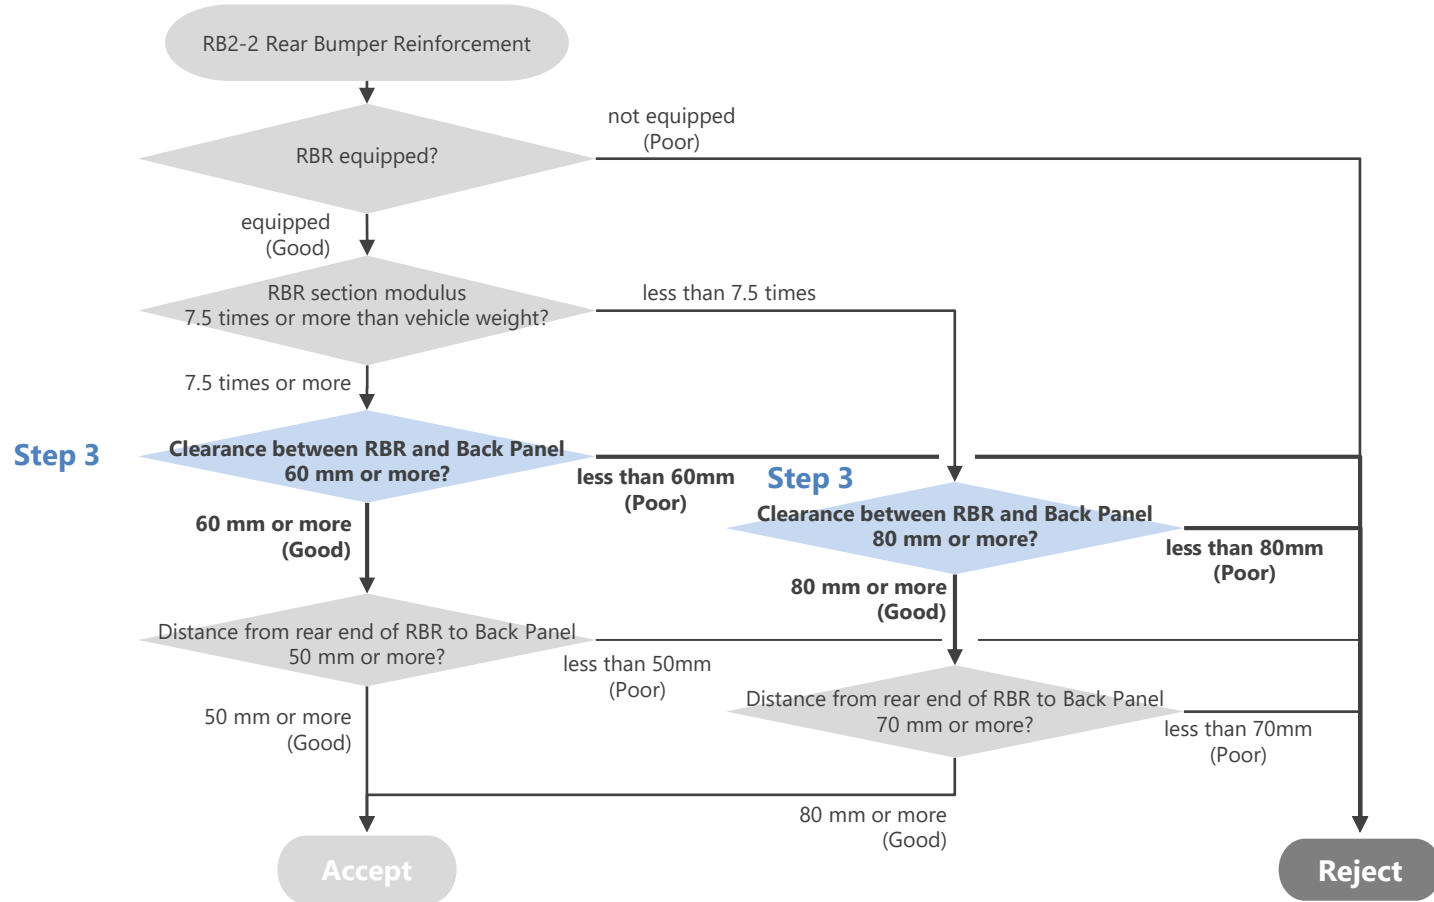 RB2-2 Rear Bumper Reinforcement
not equipped
(Poor)
RBR equipped?
equipped
(Good)
RBR section modulus
7.5 times or more than vehicle weight?
less than 7.5 times
7.5 times or more
Step 3
Clearance between RBR and Back Panel
60 mm or more?
less than 60mm
(Poor)
Step 3
Clearance between RBR and Back Panel
80 mm or more?
less than 80mm
(Poor)
60 mm or more
(Good)
80 mm or more
(Good)
Distance from rear end of RBR to Back Panel
50 mm or more?
less than 50mm
(Poor)
Distance from rear end of RBR to Back Panel
70 mm or more?
less than 70mm
(Poor)
50 mm or more
(Good)
80 mm or more
(Good)
Accept
Reject